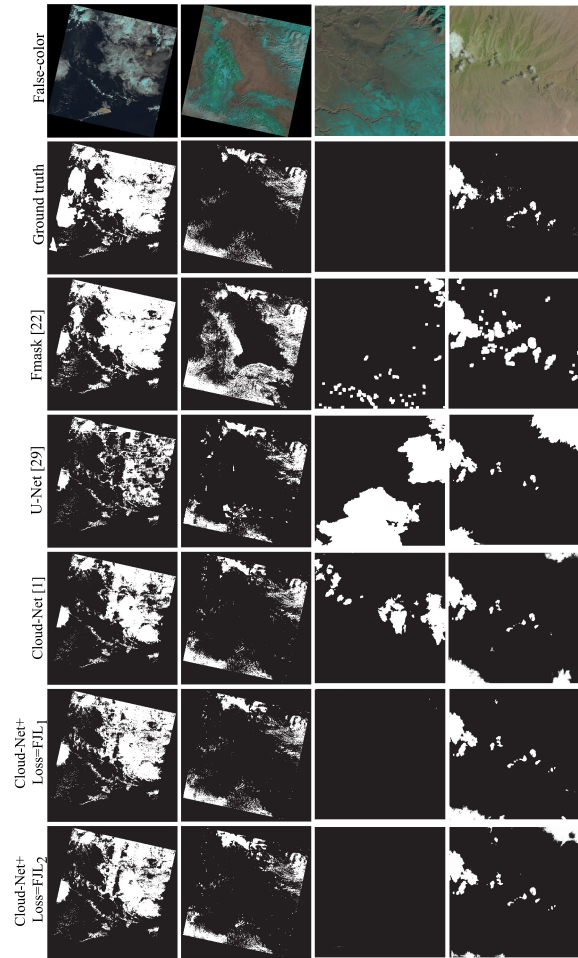 False-color
Ground truth
Fmask [22]
U-Net [29]
Cloud-Net [1]
Cloud-Net+
Loss=FJL1
Cloud-Net+
Loss=FJL2